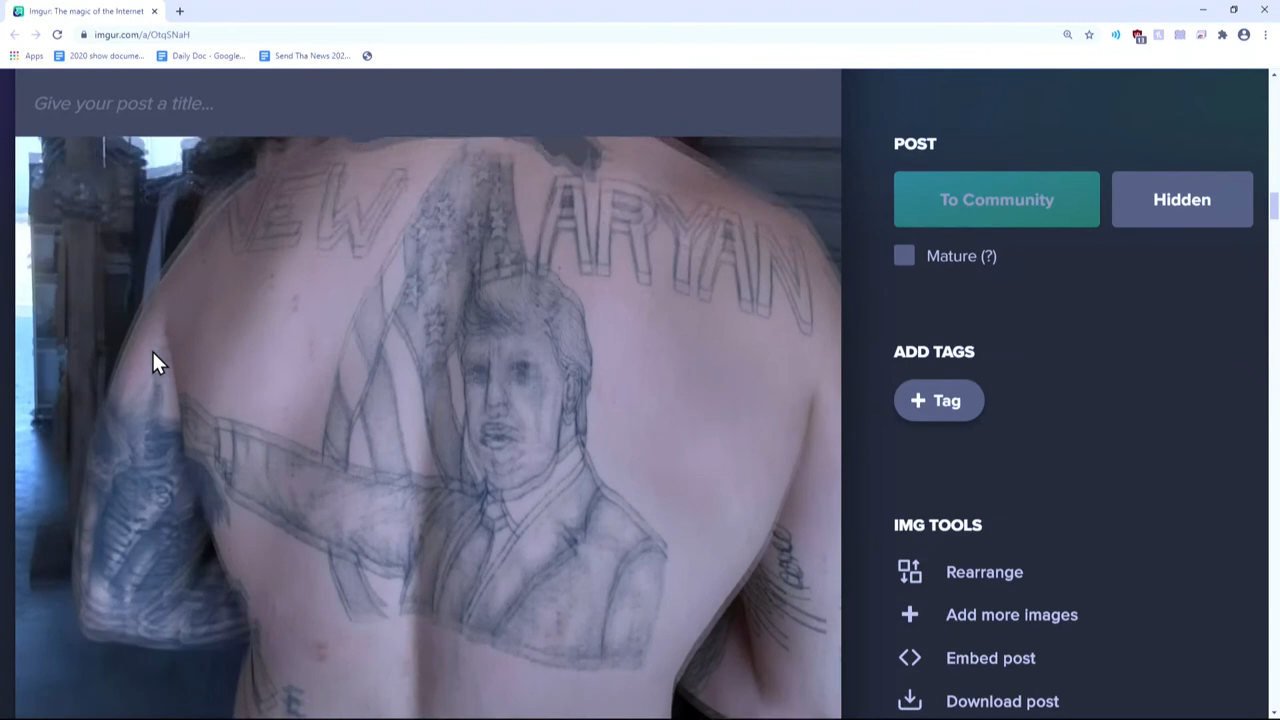 Imgur: The magic of the Internet
imgur.com/a/OtqSNaH
Apps 2020 show docume... Daily Doc - Google... Send Tha News 202...
Give your post a title...
NEW ARYAN
POST
To Community Hidden
Mature (?)
ADD TAGS
+ Tag
IMG TOOLS
Rearrange
Add more images
Embed post
Download post